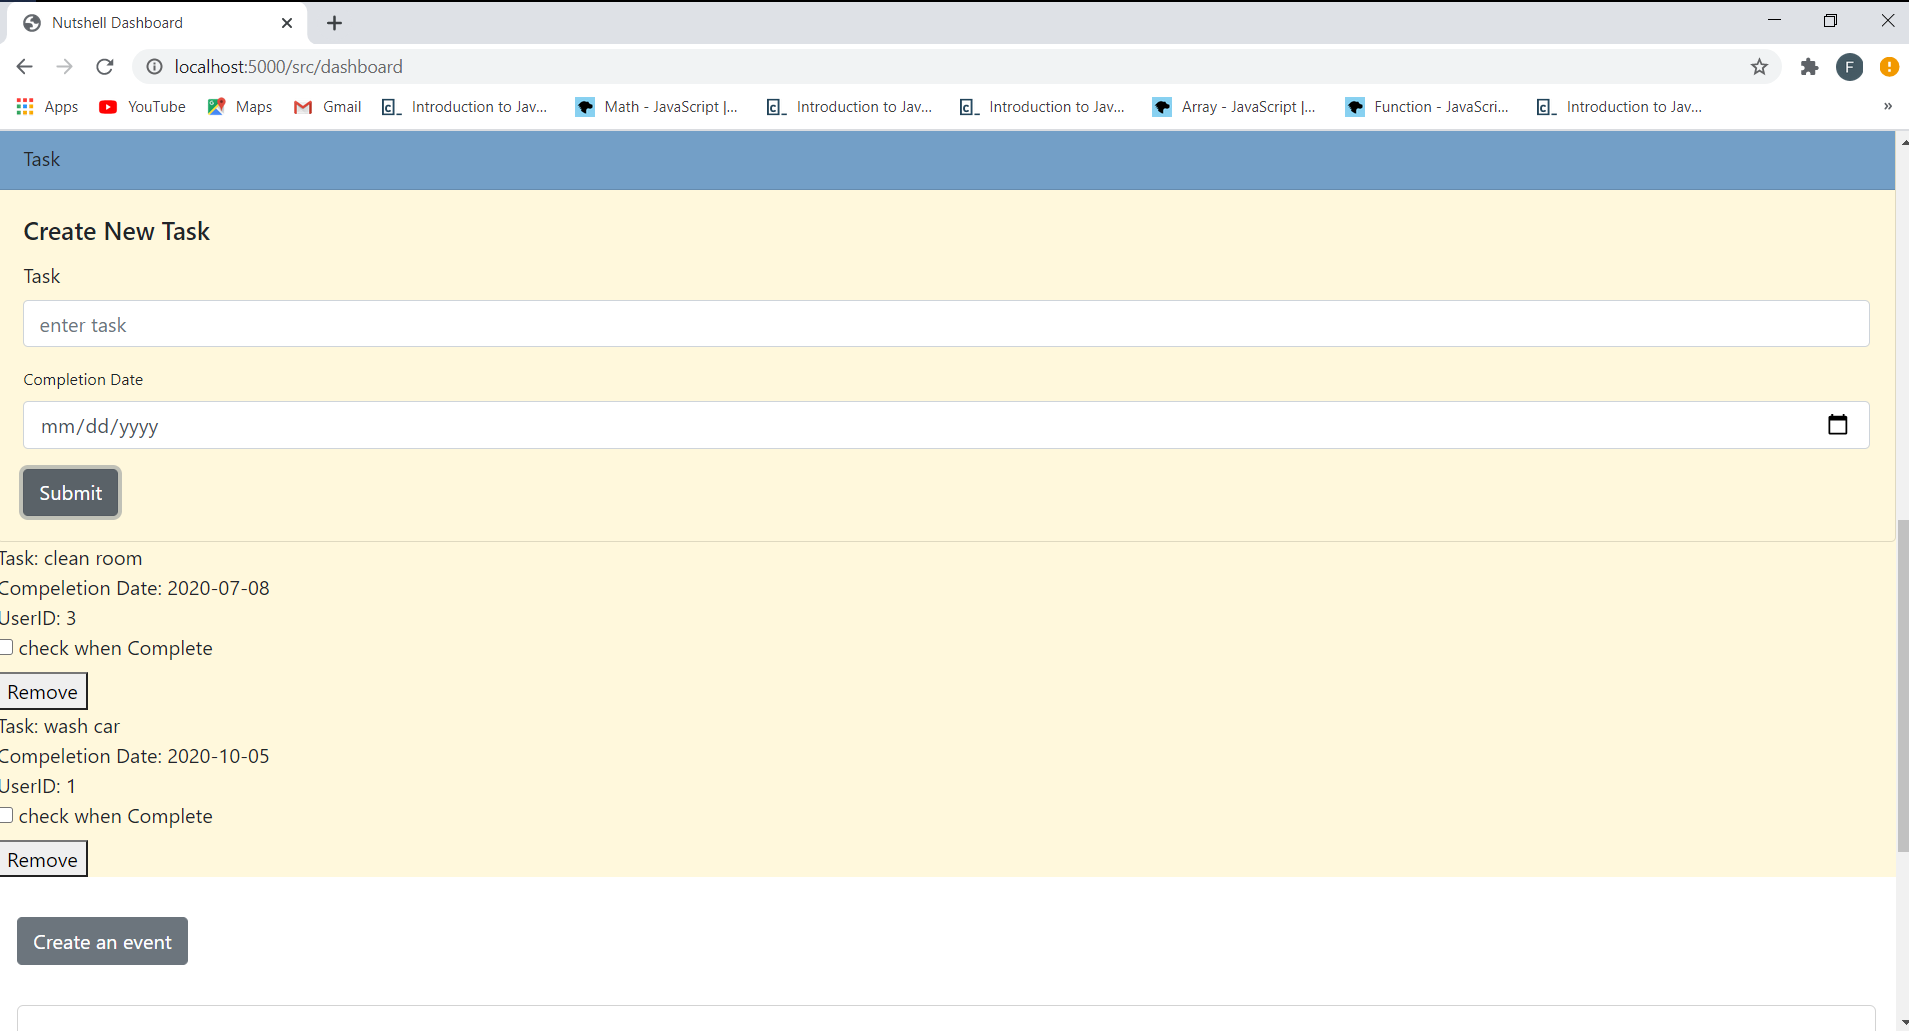 Nutshell Dashboard
localhost:5000/src/dashboard
F
Apps YouTube Maps Gmail Introduction to Jav... Math - JavaScript |... Introduction to Jav... Introduction to Jav... Array - JavaScript |... Function - JavaScri... Introduction to Jav... »
Task
Create New Task
Task
enter task
Completion Date
mm/dd/yyyy
Submit
Task: clean room
Compeletion Date: 2020-07-08
UserID: 3
check when Complete
Remove
Task: wash car
Compeletion Date: 2020-10-05
UserID: 1
check when Complete
Remove
Create an event